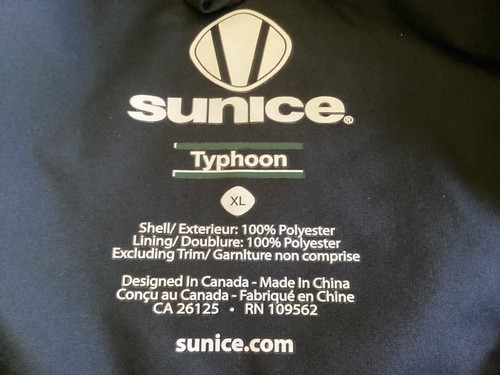 sunice®
Typhoon
XL
Shell/ Exterieur: 100% Polyester
Lining/ Doublure: 100% Polyester
Excluding Trim/ Garniture non comprise
Designed In Canada - Made In China
Conçu au Canada - Fabriqué en Chine
CA 26125 • RN 109562
sunice.com